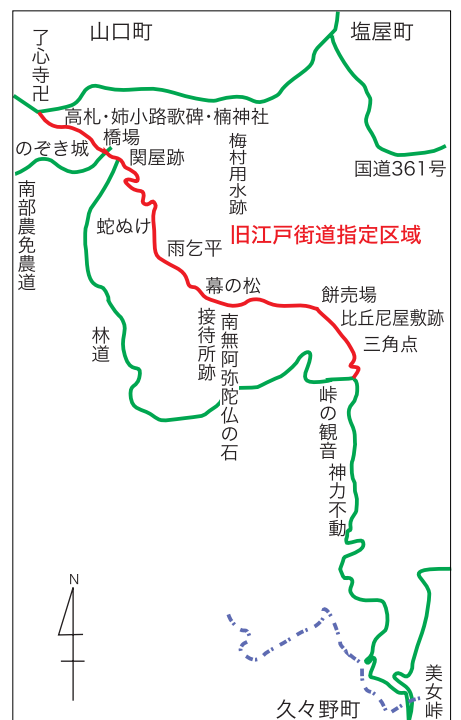 山口町
塩屋町
了心寺卍
高札・姉小路歌碑・楠神社
橋場
のぞき城
関屋跡
梅村用水跡
国道361号
南部農免農道
蛇ぬけ
旧江戸街道指定区域
雨乞平
幕の松
餅売場
比丘尼屋敷跡
三角点
接待所跡
南無阿弥陀仏の石
林道
峠の観音
神力不動
N
美女峠
久々野町